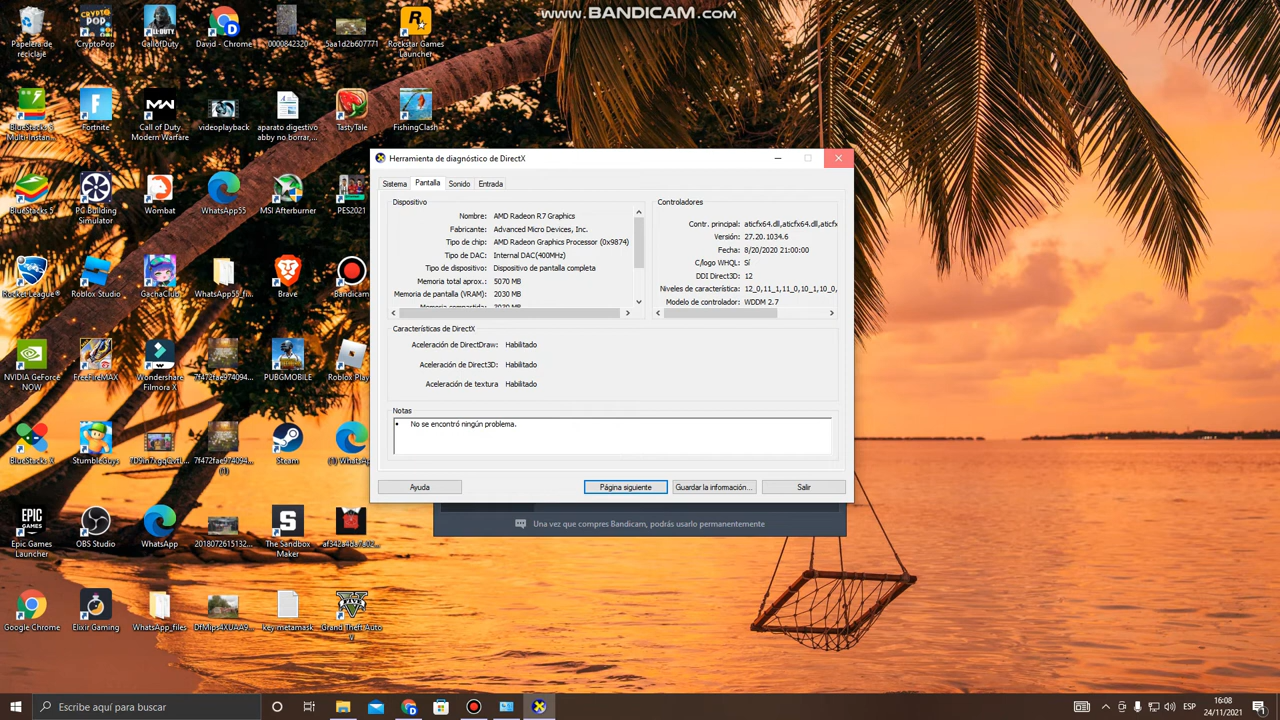 www.BANDICAM.com
Papelera de reciclaje
CryptoPop
CallofDuty
David - Chrome
0000842320
5aa1d2b607771
Rockstar Games Launcher
BlueStacks 5 Multi-Instan...
Fortnite
Call of Duty Modern Warfare
videoplayback
aparato digestivo abby no borrar,...
TastyTale
FishingClash
BlueStacks 5
PC Building Simulator
Wombat
WhatsApp55
MSI Afterburner
PES2021
Rocket League®
Roblox Studio
GachaClub
WhatsApp55_fi...
Brave
Bandicam
NVIDIA GeForce NOW
FreeFireMAX
Wondershare Filmora X
7f472fae974094...
PUBGMOBILE
Roblox Play
BlueStacks X
StumbleGuys
7f472fae974094... (1)
Steam
(1) WhatsAp
Epic Games Launcher
OBS Studio
WhatsApp
2018072615132...
The Sandbox Maker
Google Chrome
Elixir Gaming
WhatsApp_files
DfMips4XUAA9...
keymetamask
Grand Theft Auto V
Herramienta de diagnóstico de DirectX
Sistema
Pantalla
Sonido
Entrada
Dispositivo
Nombre: AMD Radeon R7 Graphics
Fabricante: Advanced Micro Devices, Inc.
Tipo de chip: AMD Radeon Graphics Processor (0x9874)
Tipo de DAC: Internal DAC(400MHz)
Tipo de dispositivo: Dispositivo de pantalla completa
Memoria total aprox.: 5070 MB
Memoria de pantalla (VRAM): 2030 MB
Controladores
Contr. principal: aticfx64.dll,aticfx64.dll,aticfx
Versión: 27.20.1034.6
Fecha: 8/20/2020 21:00:00
C/logo WHQL: Sí
DDI Direct3D: 12
Niveles de característica: 12_0,11_1,11_0,10_1,10_0,
Modelo de controlador: WDDM 2.7
Características de DirectX
Aceleración de DirectDraw: Habilitado
Aceleración de Direct3D: Habilitado
Aceleración de textura Habilitado
Notas
No se encontró ningún problema.
Ayuda
Página siguiente
Guardar la información...
Salir
Una vez que compres Bandicam, podrás usarlo permanentemente
Escribe aquí para buscar
ESP
16:08
24/11/2021